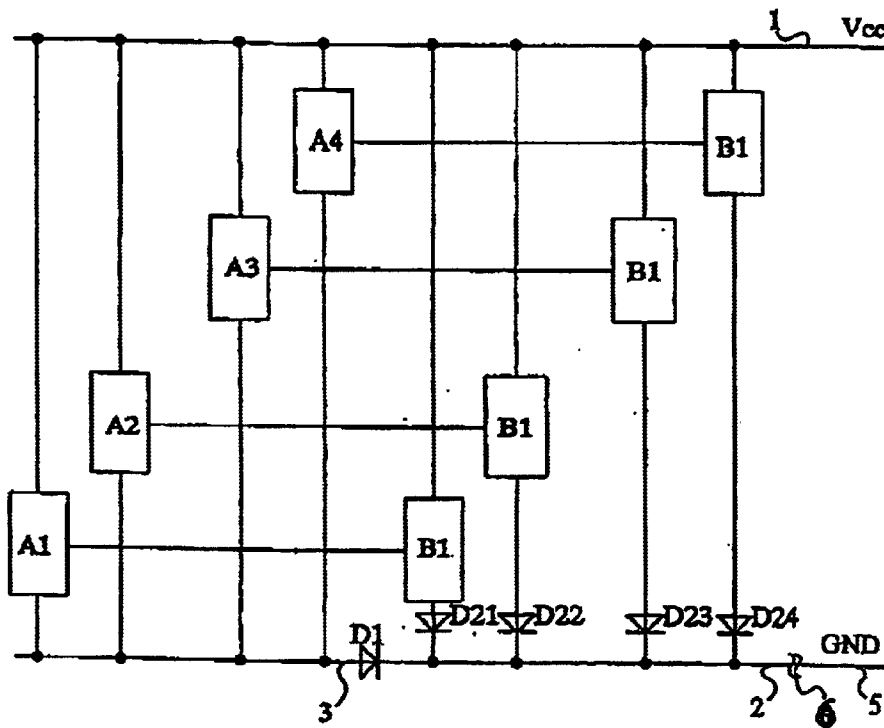 1 Vcc
A4 B1
A3 B1
A2 B1
A1 B1
D21 D22 D23 D24
D1 GND
3 2 6 5